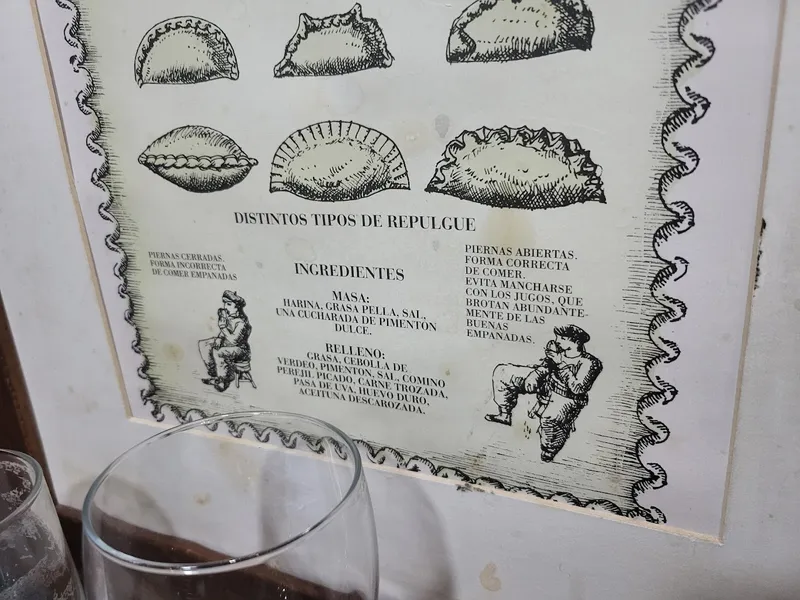 DISTINTOS TIPOS DE REPULGUE
PIERNAS CERRADAS.
FORMA INCORRECTA
DE COMER EMPANADAS
INGREDIENTES
MASA:
HARINA, GRASA PELLA, SAL,
UNA CUCHARADA DE PIMENTÓN
DULCE.
RELLENO:
GRASA, CEBOLLA DE
VERDEO, PIMENTON, SAL, COMINO
PEREJIL PICADO, CARNE TROZADA,
PASA DE UVA, HUEVO DURO,
ACEITUNA DESCAROZADA.
PIERNAS ABIERTAS.
FORMA CORRECTA
DE COMER.
EVITA MANCHARSE
CON LOS JUGOS, QUE
BROTAN ABUNDANTE-
MENTE DE LAS
BUENAS
EMPANADAS.